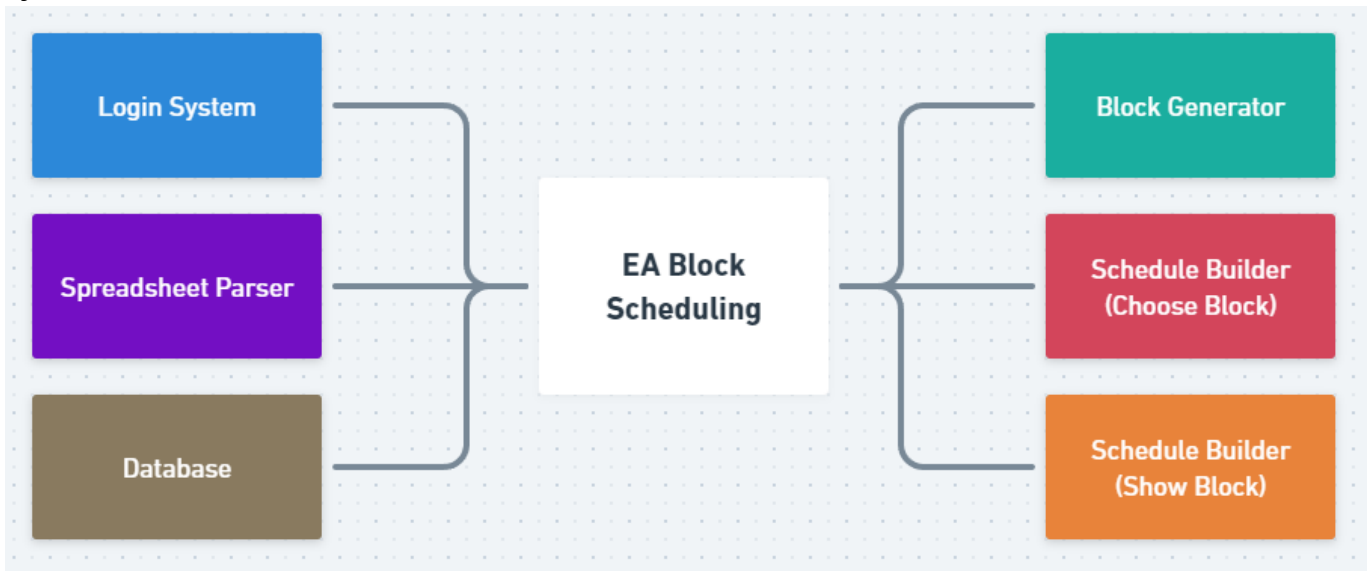 Login System
Spreadsheet Parser
Database
EA Block
Scheduling
Block Generator
Schedule Builder
(Choose Block)
Schedule Builder
(Show Block)